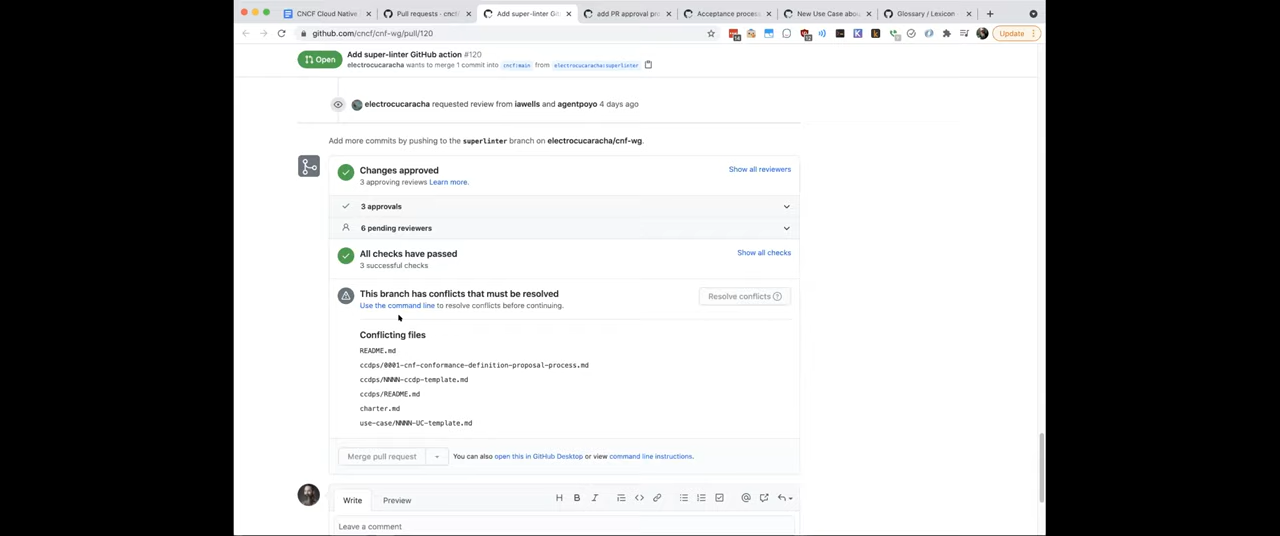 CNCF Cloud Native
Pull requests · cncf/
Add super-linter Git
add PR approval pr
Acceptance process
New Use Case abou
Glossary / Lexicon ·
github.com/cncf/cnf-wg/pull/120
Update
Open
Add super-linter GitHub action #120
electrocucaracha wants to merge 1 commit into cncf:main from electrocucaracha:superlinter
electrocucaracha requested review from iawells and agentpoyo 4 days ago
Add more commits by pushing to the superlinter branch on electrocucaracha/cnf-wg.
Changes approved
Show all reviewers
3 approving reviews Learn more.
3 approvals
6 pending reviewers
All checks have passed
Show all checks
3 successful checks
This branch has conflicts that must be resolved
Resolve conflicts
Use the command line to resolve conflicts before continuing.
Conflicting files
README.md
ccdps/0001-cnf-conformance-definition-proposal-process.md
ccdps/NNNN-ccdp-template.md
ccdps/README.md
charter.md
use-case/NNNN-UC-template.md
Merge pull request
You can also open this in GitHub Desktop or view command line instructions.
Write
Preview
Leave a comment